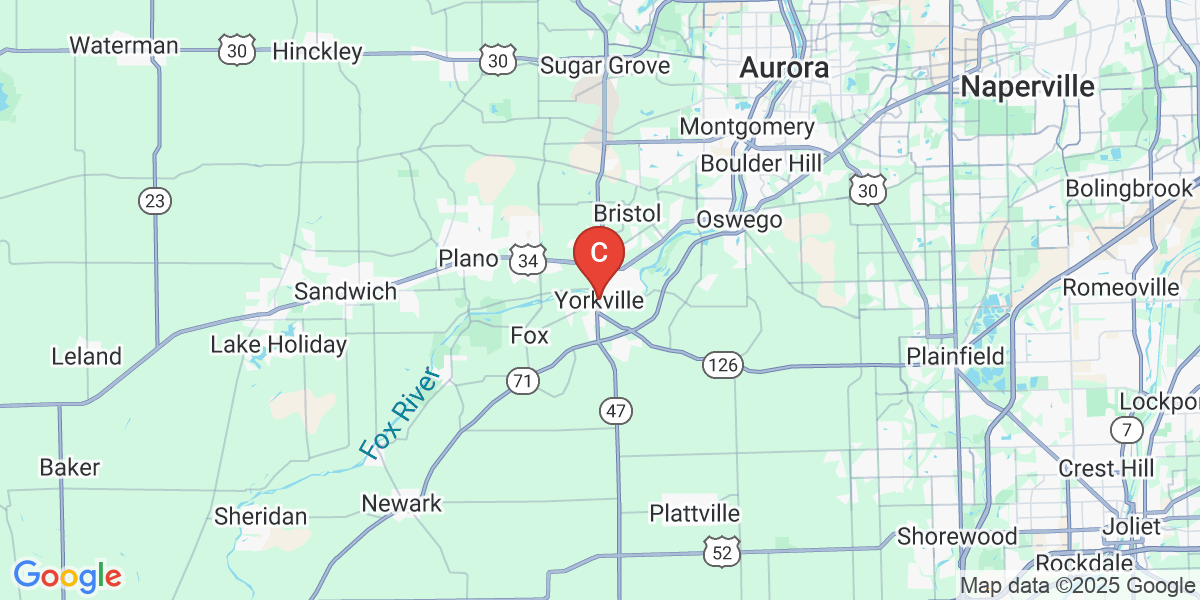 Waterman
30
Hinckley
30
Sugar Grove
Aurora
Naperville
Montgomery
Boulder Hill
30
Bolingbrook
23
Bristol
Oswego
C
Plano
34
Sandwich
Yorkville
Romeoville
Fox
Lake Holiday
Leland
Plainfield
126
71
Fox River
47
Lockpor
7
Baker
Crest Hill
Newark
Sheridan
Plattville
Joliet
Shorewood
52
Rockdale
Google
Map data ©2025 Google